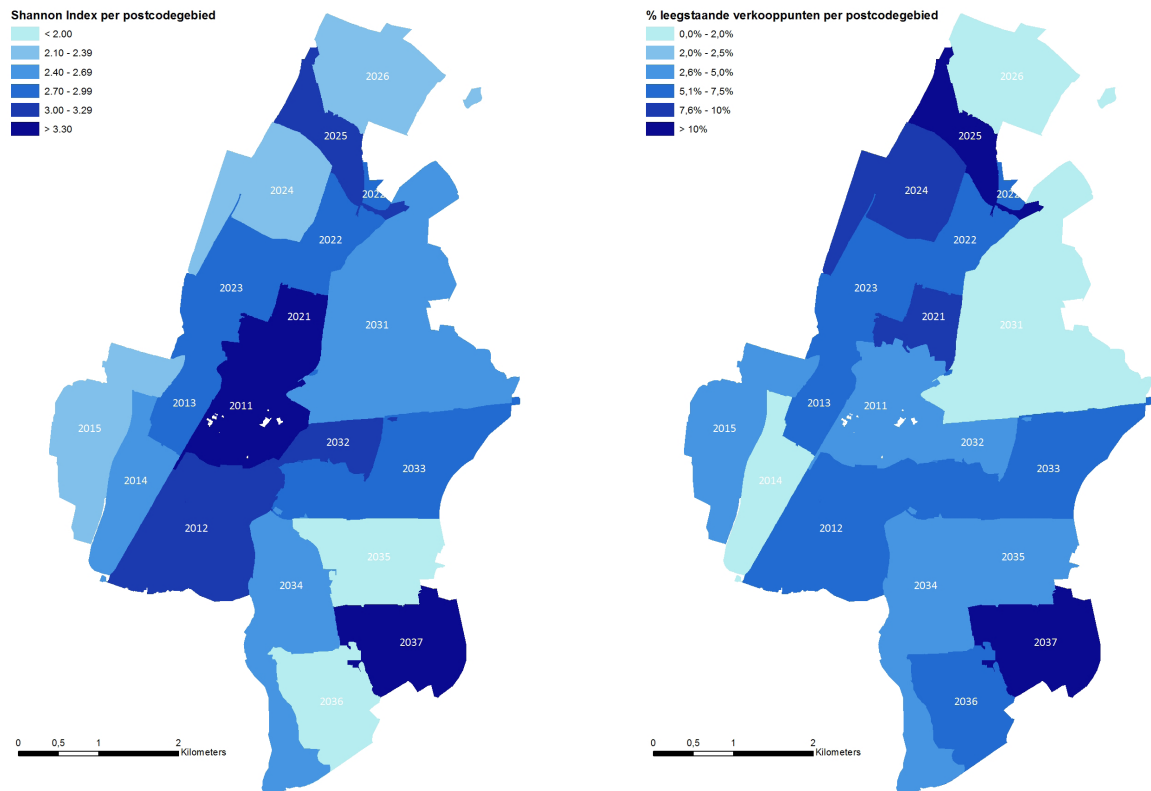 Shannon Index per postcodegebied
< 2.00
2.10 - 2.39
2.40 - 2.69
2.70 - 2.99
3.00 - 3.29
> 3.30
2026
2025
2024
2022
2022
2023
2021
2031
2013
2011
2015
2032
2033
2014
2012
2035
2034
2037
2036
0 0,5 1 2
Kilometers
% leegstaande verkooppunten per postcodegebied
0,0% - 2,0%
2,0% - 2,5%
2,6% - 5,0%
5,1% - 7,5%
7,6% - 10%
> 10%
2026
2025
2024
2022
2022
2023
2021
2031
2013
2011
2015
2032
2033
2014
2012
2035
2034
2037
2036
0 0,5 1 2
Kilometers